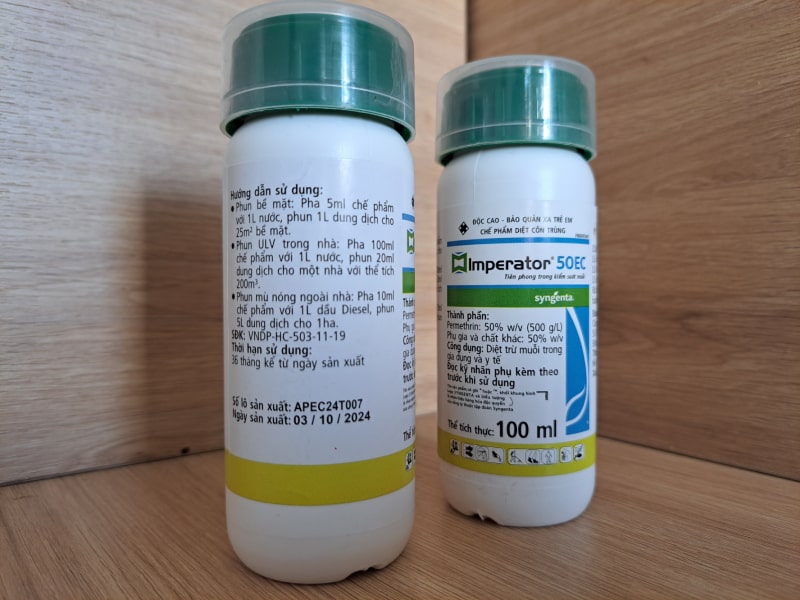 Hướng dẫn sử dụng:
• Phun bề mặt: Pha 5ml chế phẩm
với 1L nước, phun 1L dung dịch cho
25m² bề mặt.
• Phun ULV trong nhà: Pha 100ml
chế phẩm với 1L nước, phun 20ml
dung dịch cho một nhà với thể tích
200m³.
• Phun mù nóng ngoài nhà: Pha 10ml
chế phẩm với 1L dầu Diesel, phun
5L dung dịch cho 1ha.
SĐK: VNDP-HC-503-11-19
Thời hạn sử dụng:
36 tháng kể từ ngày sản xuất
Số lô sản xuất: APEC24T007
Ngày sản xuất: 03 / 10 / 2024
ĐỘC CAO - BẢO QUẢN XA TRẺ EM
CHẾ PHẨM DIỆT CÔN TRÙNG
Imperator® 50EC
Tiên phong trong kiểm soát muỗi
syngenta
Thành phần:
Permethrin: 50% w/v (500 g/L)
Phụ gia và chất khác: 50% w/v
Công dụng: Diệt trừ muỗi trong
gia dụng và y tế
Đọc kỹ nhãn phụ kèm theo
trước khi sử dụng
Thể tích thực: 100 ml